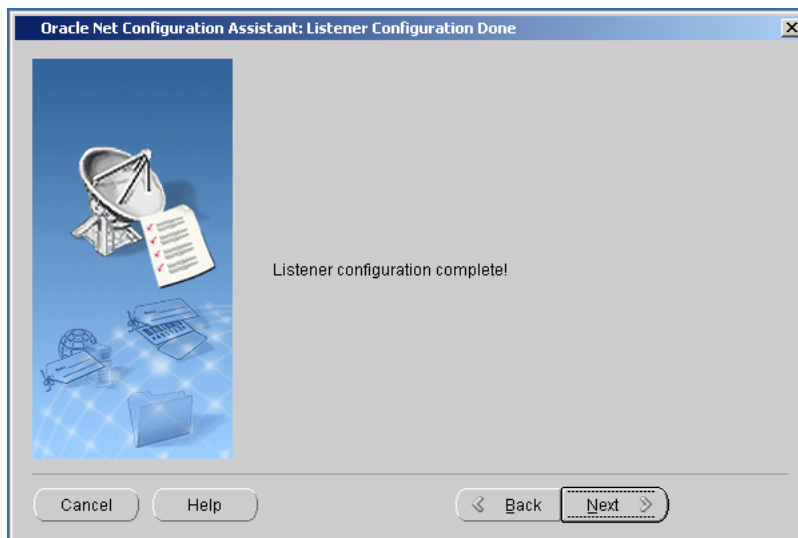 Oracle Net Configuration Assistant: Listener Configuration Done
Listener configuration complete!
Cancel
Help
Back
Next